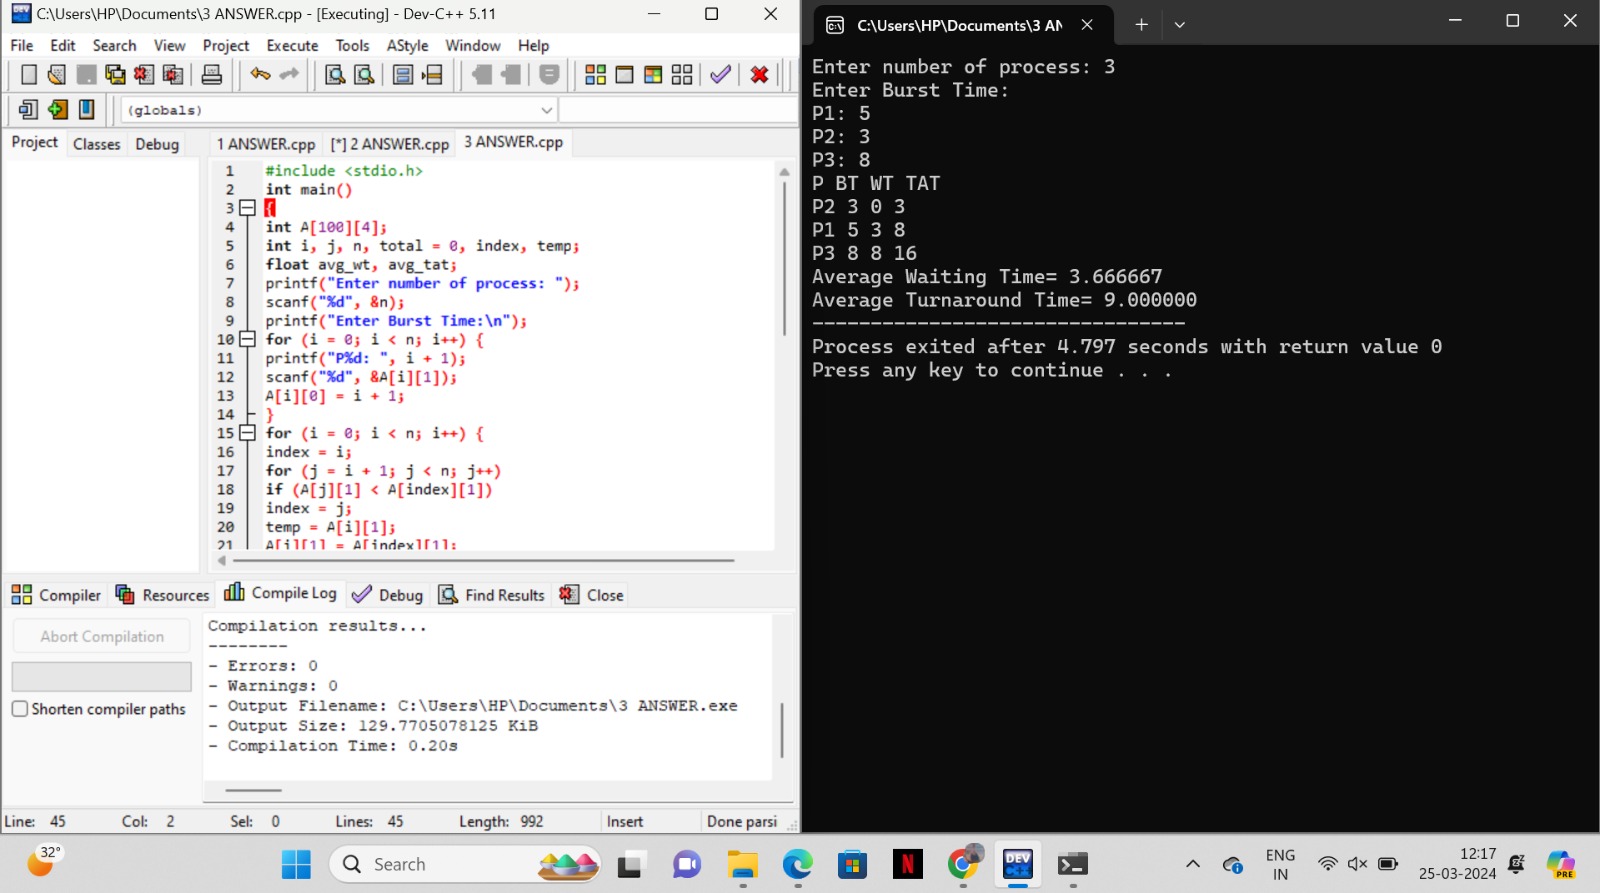 C:\Users\HP\Documents\3 ANSWER.cpp - [Executing] - Dev-C++ 5.11
File Edit Search View Project Execute Tools AStyle Window Help
(globals)
Project Classes Debug
1 ANSWER.cpp [*] 2 ANSWER.cpp 3 ANSWER.cpp
1 #include <stdio.h>
2 int main()
3 {
4 int A[100][4];
5 int i, j, n, total = 0, index, temp;
6 float avg_wt, avg_tat;
7 printf("Enter number of process: ");
8 scanf("%d", &n);
9 printf("Enter Burst Time:\n");
10 for (i = 0; i < n; i++) {
11 printf("P%d: ", i + 1);
12 scanf("%d", &A[i][1]);
13 A[i][0] = i + 1;
14 }
15 for (i = 0; i < n; i++) {
16 index = i;
17 for (j = i + 1; j < n; j++)
18 if (A[j][1] < A[index][1])
19 index = j;
20 temp = A[i][1];
21 A[i][1] = A[index][1];
Compiler Resources Compile Log Debug Find Results Close
Abort Compilation
Shorten compiler paths
Compilation results...
--------
- Errors: 0
- Warnings: 0
- Output Filename: C:\Users\HP\Documents\3 ANSWER.exe
- Output Size: 129.7705078125 KiB
- Compilation Time: 0.20s
Line: 45 Col: 2 Sel: 0 Lines: 45 Length: 992 Insert Done parsi
C:\Users\HP\Documents\3 AN
Enter number of process: 3
Enter Burst Time:
P1: 5
P2: 3
P3: 8
P BT WT TAT
P2 3 0 3
P1 5 3 8
P3 8 8 16
Average Waiting Time= 3.666667
Average Turnaround Time= 9.000000
--------------------------------
Process exited after 4.797 seconds with return value 0
Press any key to continue . . .
32°
Search
DEV C++
ENG
IN
12:17
25-03-2024
PRE